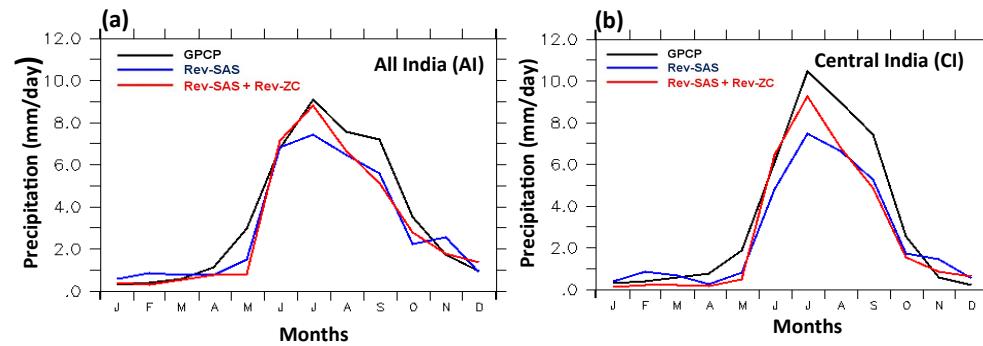 (a)
12.0
10.0
8.0
6.0
4.0
2.0
.0
Precipitation (mm/day)
GPCP
Rev-SAS
Rev-SAS + Rev-ZC
All India (AI)
J F M A M J J A S O N D
Months
(b)
12.0
10.0
8.0
6.0
4.0
2.0
.0
Precipitation (mm/day)
GPCP
Rev-SAS
Rev-SAS + Rev-ZC
Central India (CI)
J F M A M J J A S O N D
Months